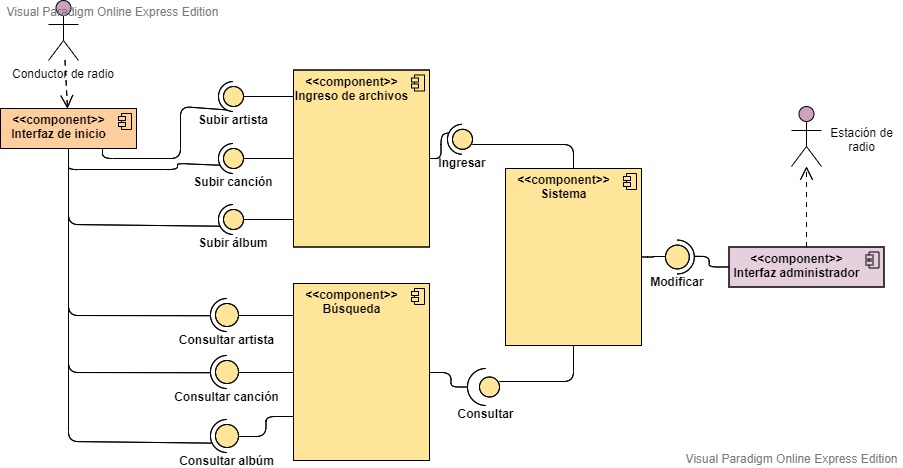 Visual Paradigm Online Express Edition
Conductor de radio
<<component>>
Interfaz de inicio
Subir artista
Subir canción
Subir álbum
<<component>>
Ingreso de archivos
Ingresar
<<component>>
Sistema
Estación de
radio
Modificar
<<component>>
Interfaz administrador
<<component>>
Búsqueda
Consultar artista
Consultar canción
Consultar albúm
Consultar
Visual Paradigm Online Express Edition